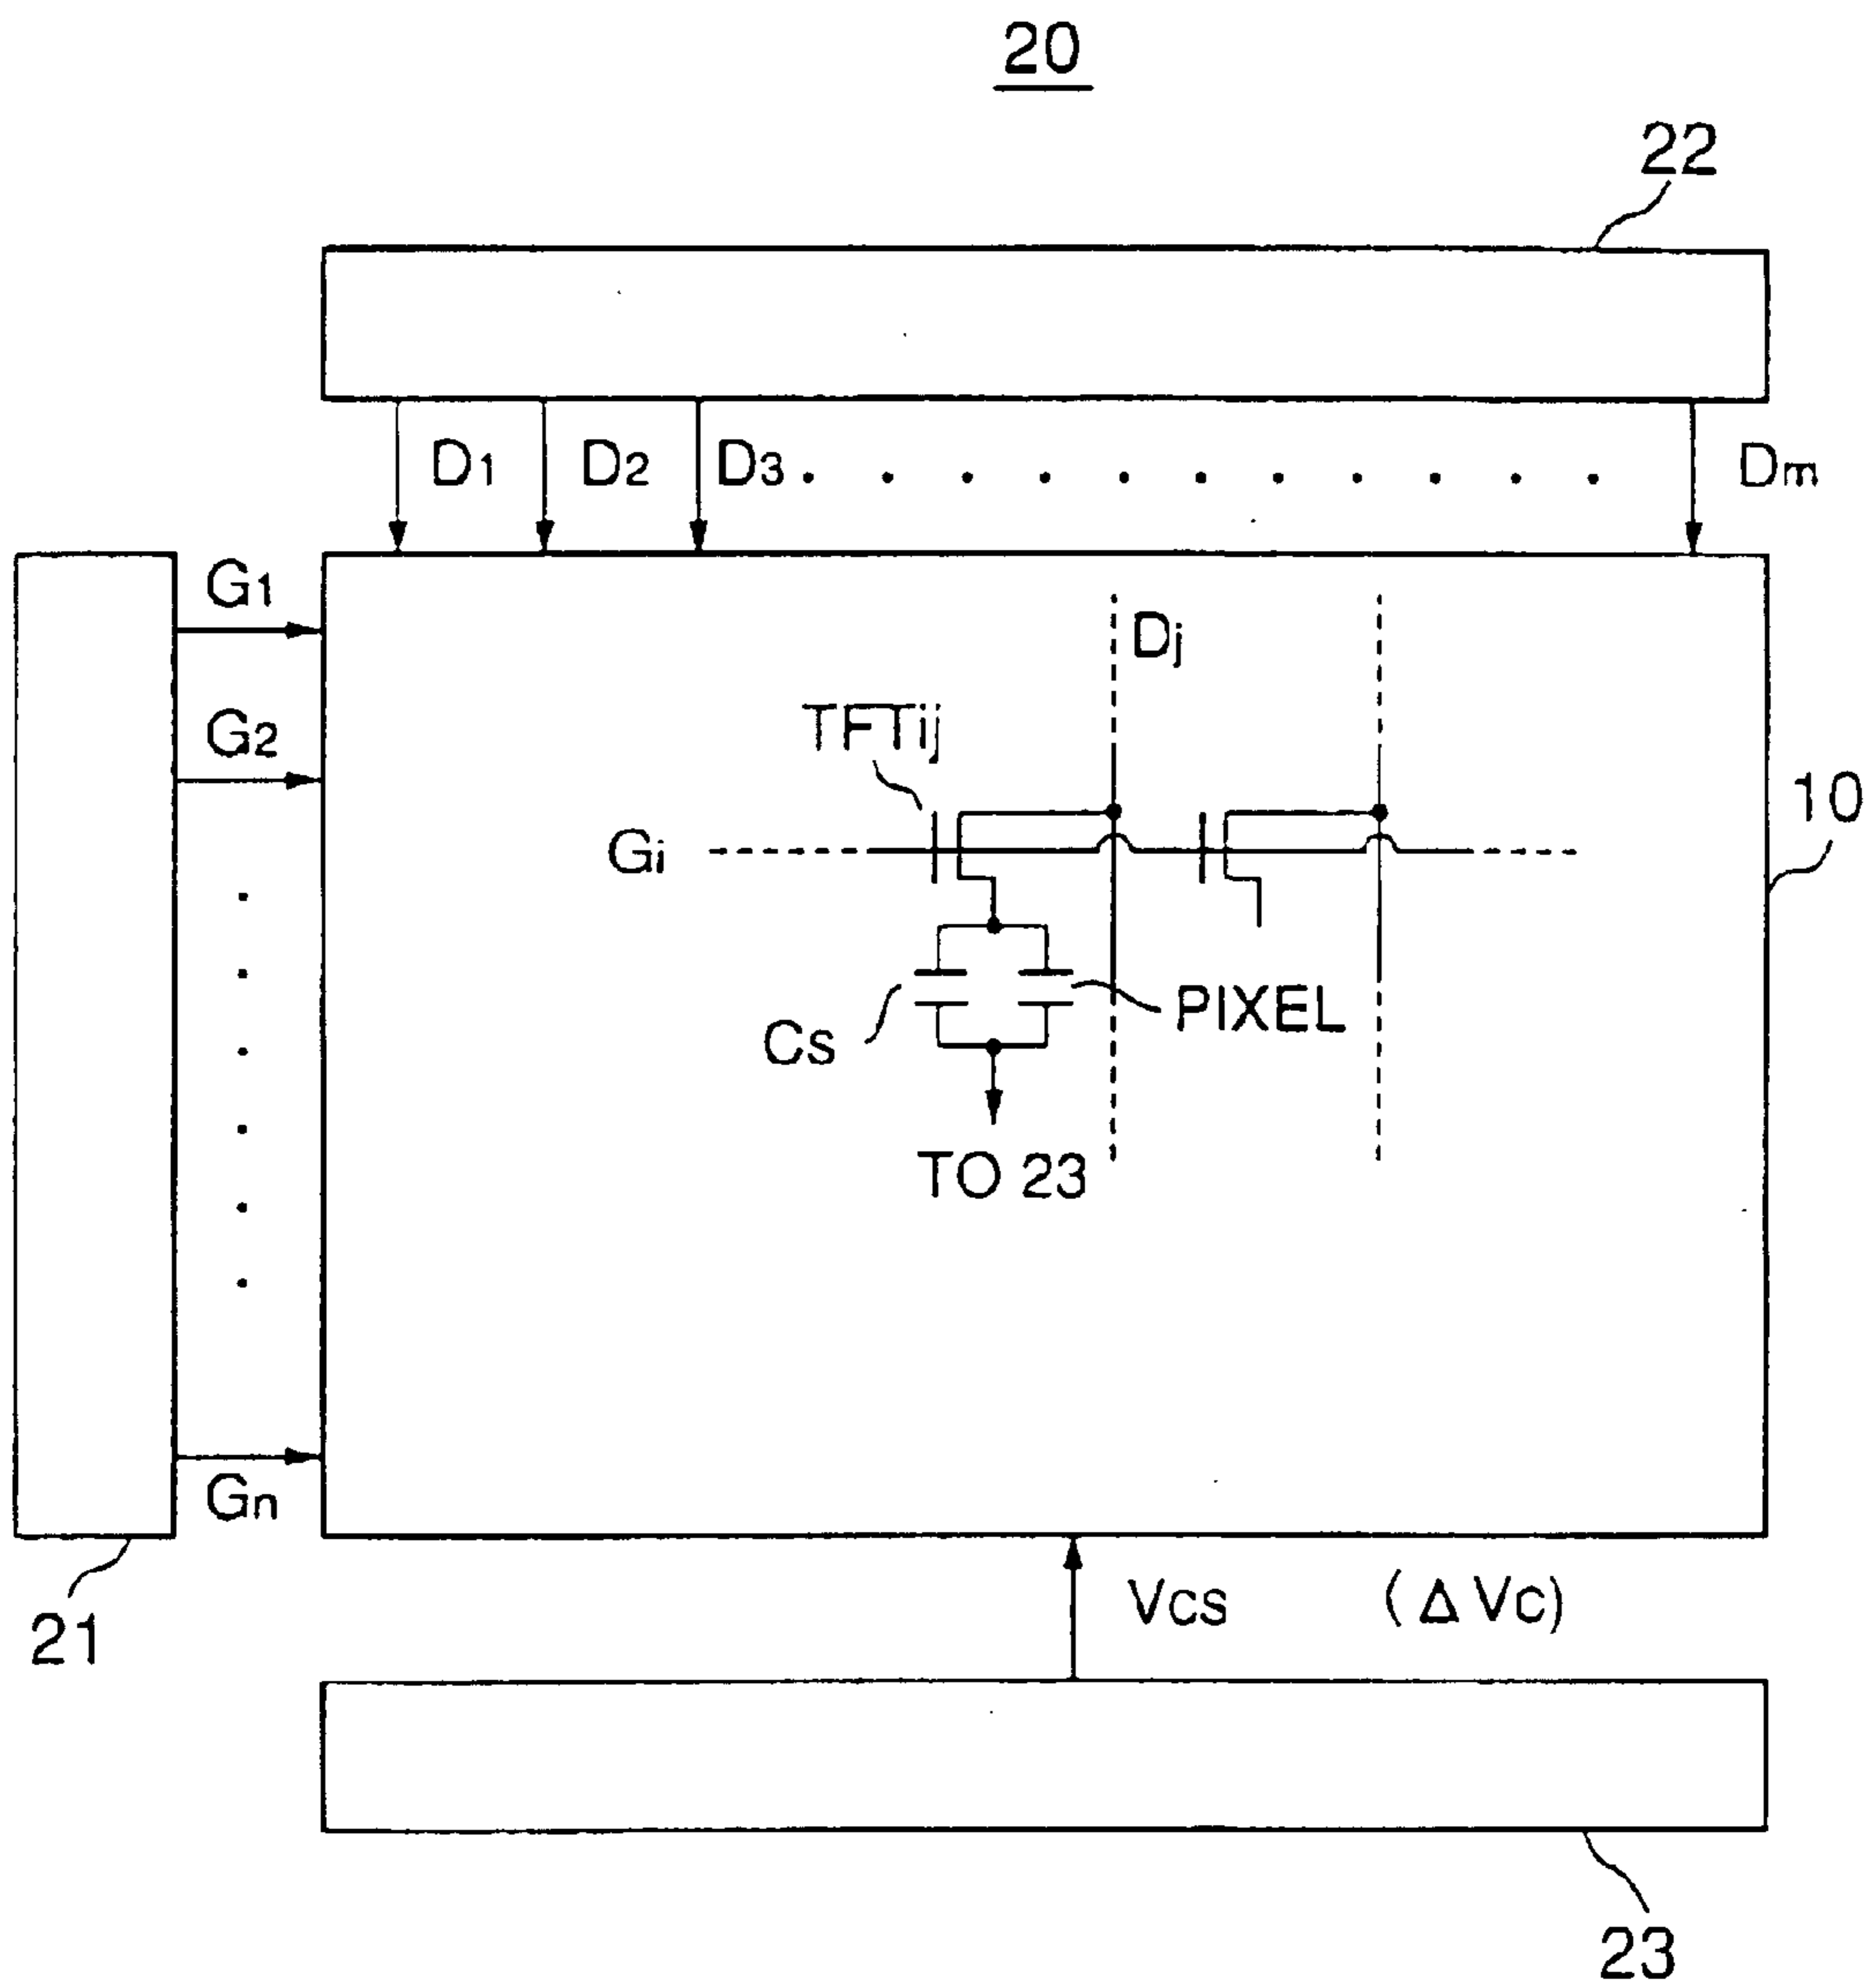 20
22
D1 D2 D3 . . . . . . . . . . . Dm
G1
Dj
G2
TFTij
10
Gi
PIXEL
Cs
TO 23
Gn
Vcs (ΔVc)
21
23